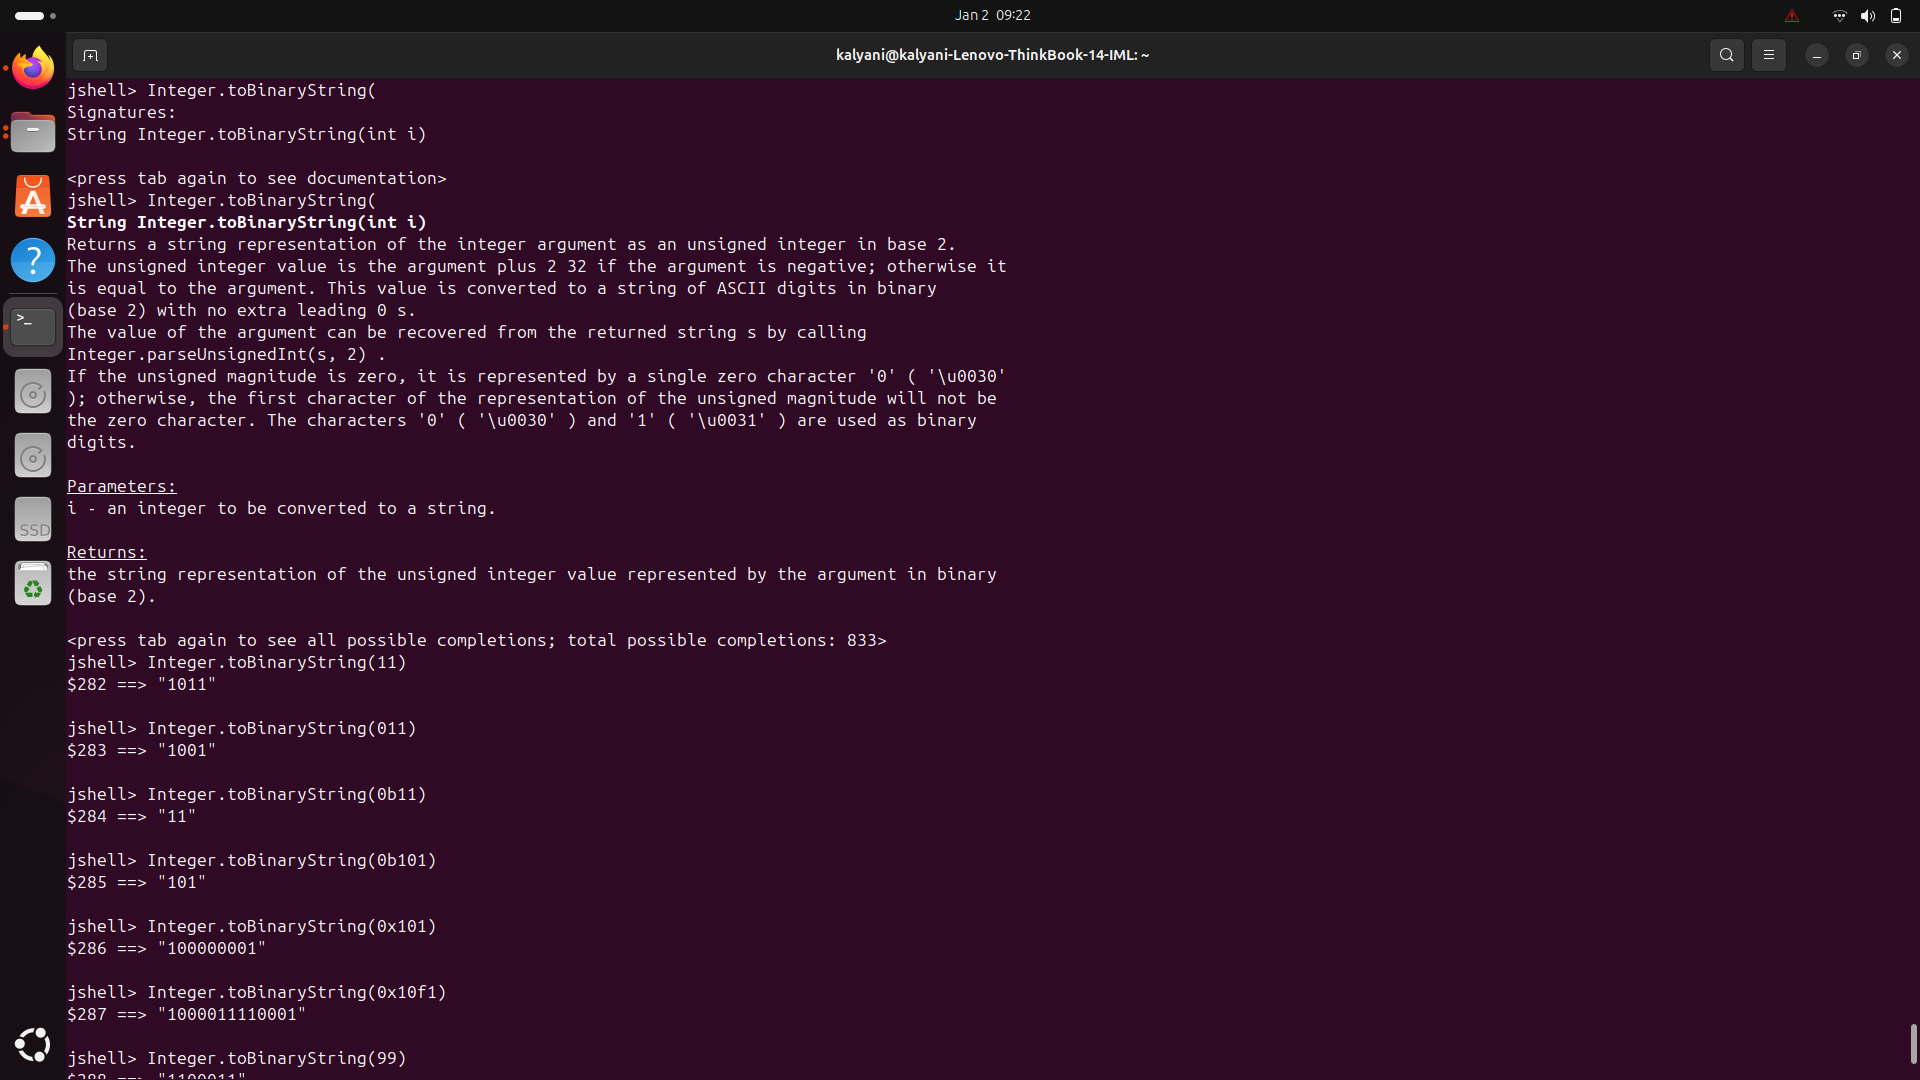 Jan 2 09:22
kalyani@kalyani-Lenovo-ThinkBook-14-IML: ~
jshell> Integer.toBinaryString(
Signatures:
String Integer.toBinaryString(int i)
<press tab again to see documentation>
jshell> Integer.toBinaryString(
String Integer.toBinaryString(int i)
Returns a string representation of the integer argument as an unsigned integer in base 2.
The unsigned integer value is the argument plus 2 32 if the argument is negative; otherwise it
is equal to the argument. This value is converted to a string of ASCII digits in binary
(base 2) with no extra leading 0 s.
The value of the argument can be recovered from the returned string s by calling
Integer.parseUnsignedInt(s, 2) .
If the unsigned magnitude is zero, it is represented by a single zero character '0' ( '\u0030'
); otherwise, the first character of the representation of the unsigned magnitude will not be
the zero character. The characters '0' ( '\u0030' ) and '1' ( '\u0031' ) are used as binary
digits.
Parameters:
i - an integer to be converted to a string.
Returns:
the string representation of the unsigned integer value represented by the argument in binary
(base 2).
<press tab again to see all possible completions; total possible completions: 833>
jshell> Integer.toBinaryString(11)
$282 ==> "1011"
jshell> Integer.toBinaryString(011)
$283 ==> "1001"
jshell> Integer.toBinaryString(0b11)
$284 ==> "11"
jshell> Integer.toBinaryString(0b101)
$285 ==> "101"
jshell> Integer.toBinaryString(0x101)
$286 ==> "100000001"
jshell> Integer.toBinaryString(0x10f1)
$287 ==> "1000011110001"
jshell> Integer.toBinaryString(99)
$288 ==> "1100011"
SSD